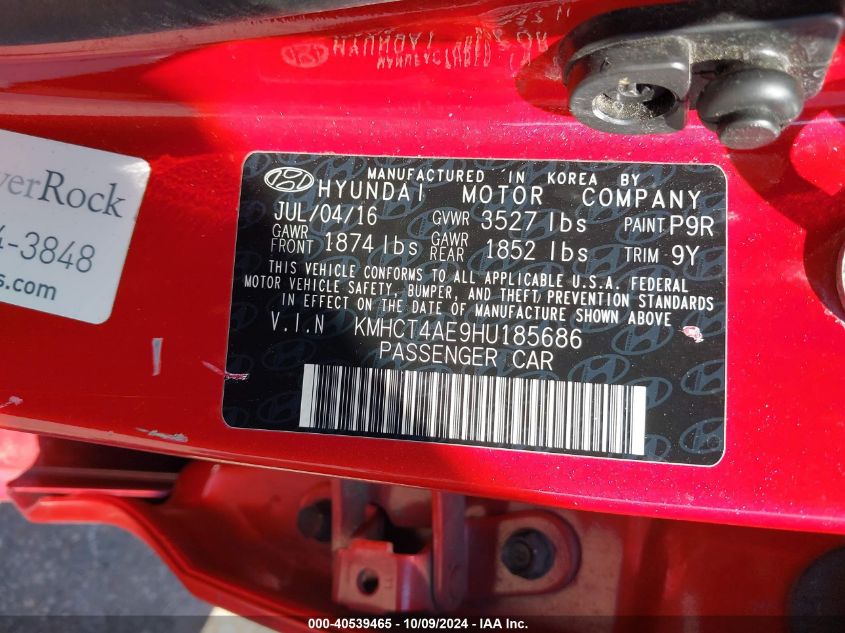 verRock
4-3848
s.com
MANUFACTURED IN KOREA BY
HYUNDAI MOTOR COMPANY
JUL/04/16 GVWR 3527 lbs PAINT P9R
GAWR FRONT 1874 lbs GAWR REAR 1852 lbs TRIM 9Y
THIS VEHICLE CONFORMS TO ALL APPLICABLE U.S.A. FEDERAL
MOTOR VEHICLE SAFETY, BUMPER, AND THEFT PREVENTION STANDARDS
IN EFFECT ON THE DATE OF MANUFACTURE SHOWN ABOVE
V.I.N KMHCT4AE9HU185686
PASSENGER CAR
000-40539465 - 10/09/2024 - IAA Inc.